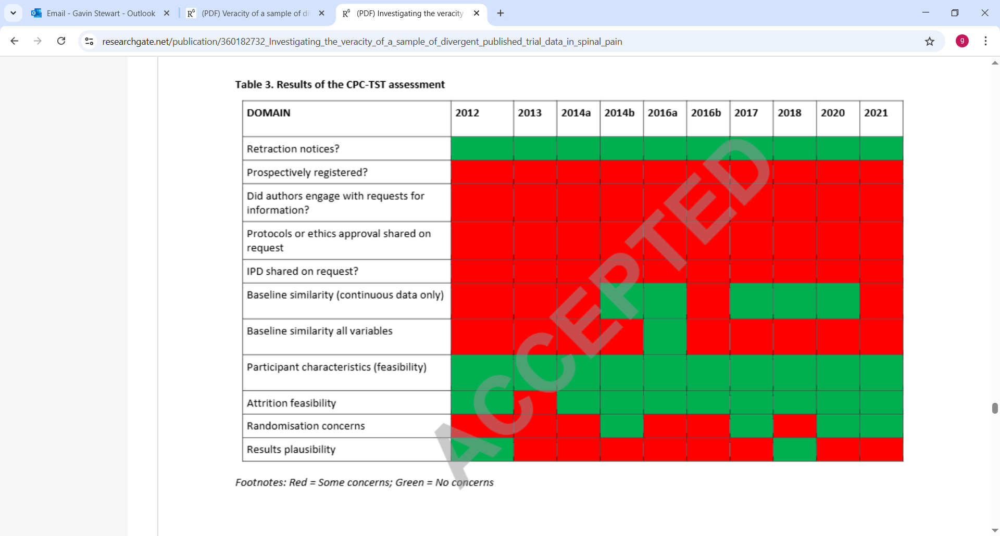 Email - Gavin Stewart - Outlook
(PDF) Veracity of a sample of di
(PDF) Investigating the veracity
researchgate.net/publication/360182732_Investigating_the_veracity_of_a_sample_of_divergent_published_trial_data_in_spinal_pain
g
Table 3. Results of the CPC-TST assessment
DOMAIN 2012 2013 2014a 2014b 2016a 2016b 2017 2018 2020 2021
Retraction notices?
Prospectively registered?
Did authors engage with requests for
information?
Protocols or ethics approval shared on
request
IPD shared on request?
Baseline similarity (continuous data only)
Baseline similarity all variables
Participant characteristics (feasibility)
Attrition feasibility
Randomisation concerns
Results plausibility
ACCEPTED
Footnotes: Red = Some concerns; Green = No concerns